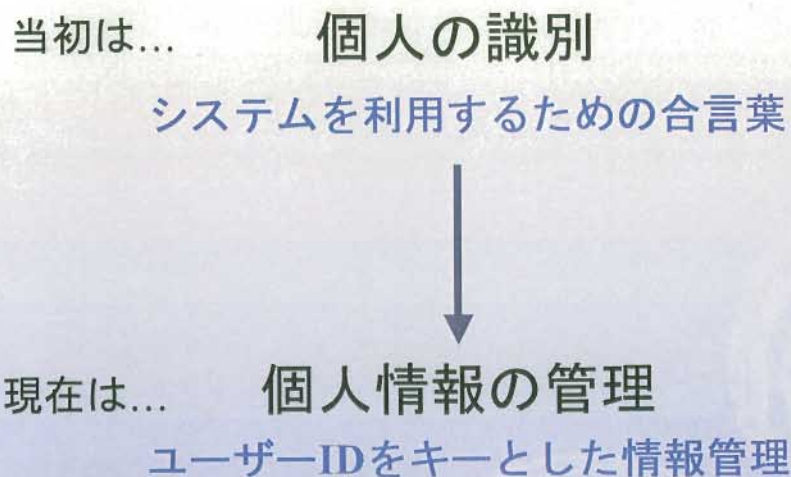 当初は... 個人の識別
システムを利用するための合言葉
現在は... 個人情報の管理
ユーザーIDをキーとした情報管理